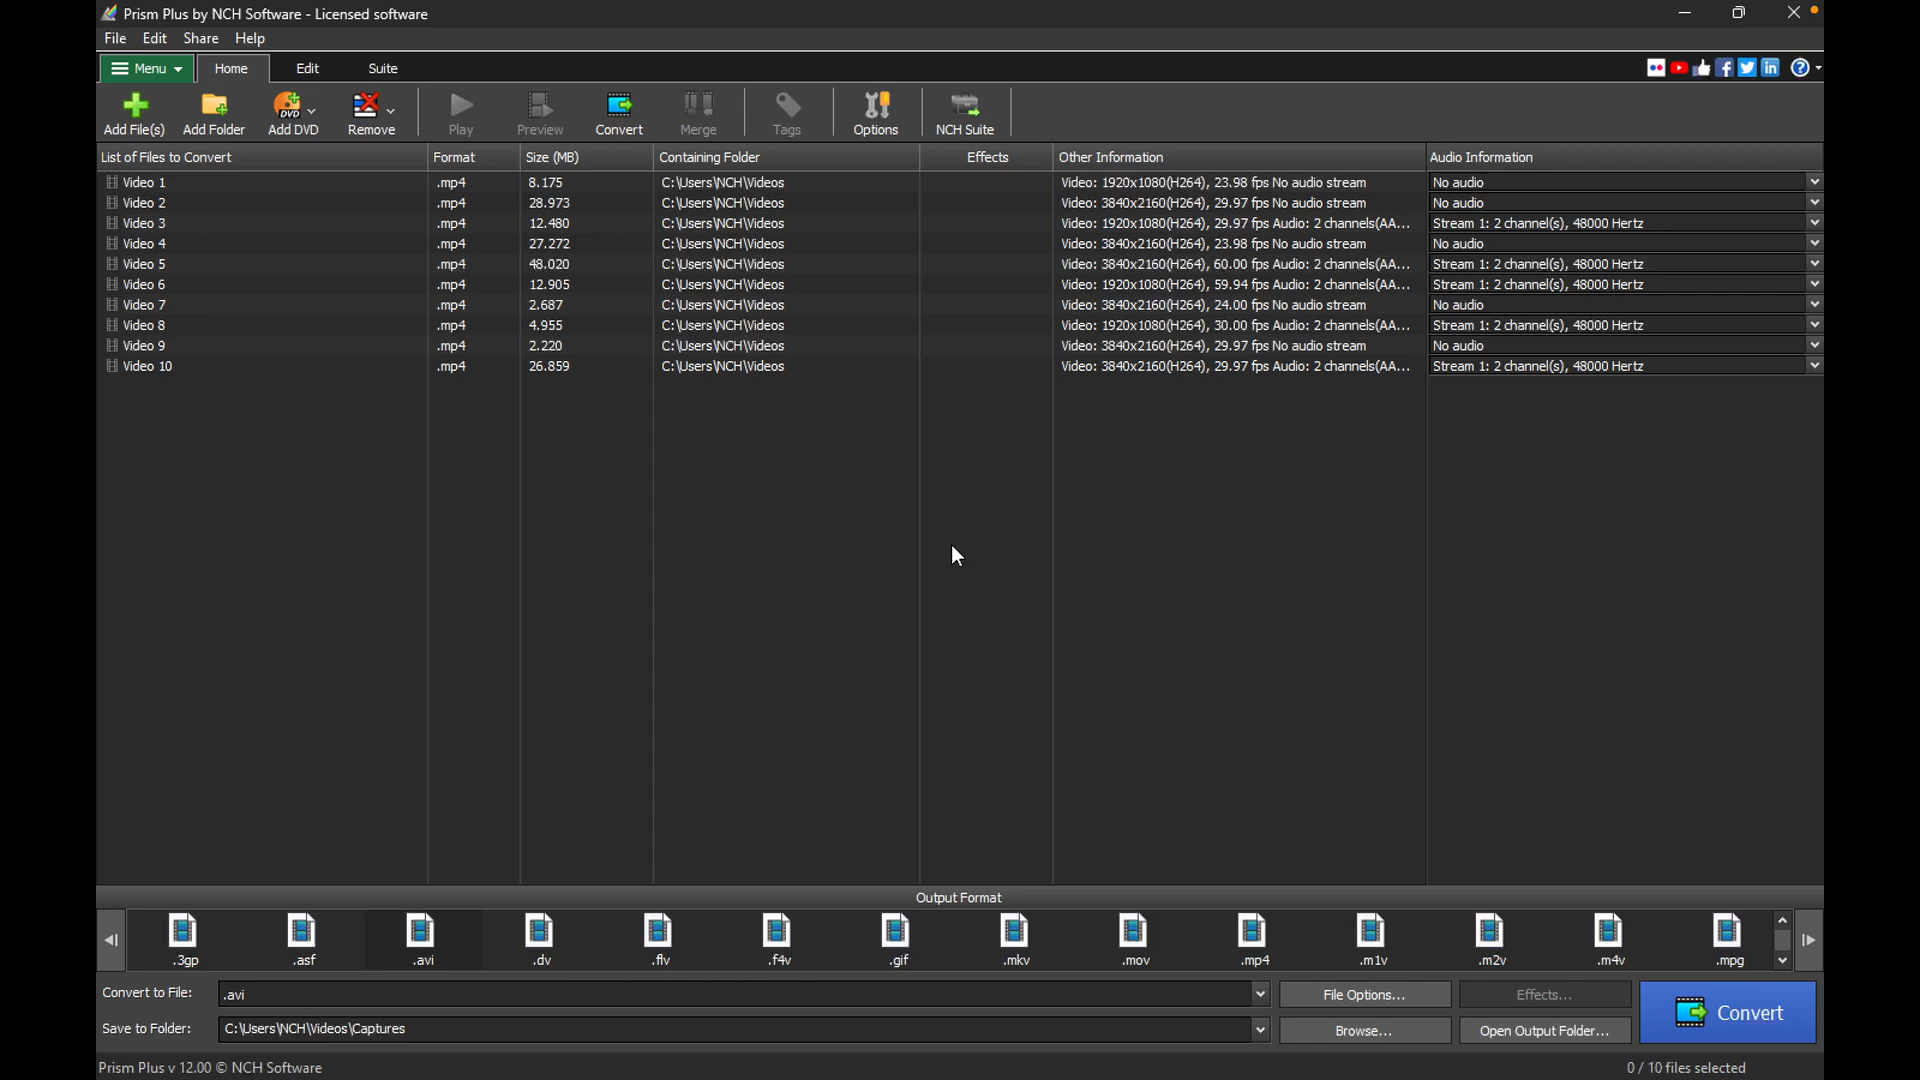 Prism Plus by NCH Software - Licensed software
File Edit Share Help
Menu Home Edit Suite
Add File(s) Add Folder Add DVD Remove Play Preview Convert Merge Tags Options NCH Suite
List of Files to Convert Format Size (MB) Containing Folder Effects Other Information Audio Information
Video 1 .mp4 8.175 C:\Users\NCH\Videos Video: 1920x1080(H264), 23.98 fps No audio stream No audio
Video 2 .mp4 28.973 C:\Users\NCH\Videos Video: 3840x2160(H264), 29.97 fps No audio stream No audio
Video 3 .mp4 12.480 C:\Users\NCH\Videos Video: 1920x1080(H264), 29.97 fps Audio: 2 channels(AA... Stream 1: 2 channel(s), 48000 Hertz
Video 4 .mp4 27.272 C:\Users\NCH\Videos Video: 3840x2160(H264), 23.98 fps No audio stream No audio
Video 5 .mp4 48.020 C:\Users\NCH\Videos Video: 3840x2160(H264), 60.00 fps Audio: 2 channels(AA... Stream 1: 2 channel(s), 48000 Hertz
Video 6 .mp4 12.905 C:\Users\NCH\Videos Video: 1920x1080(H264), 59.94 fps Audio: 2 channels(AA... Stream 1: 2 channel(s), 48000 Hertz
Video 7 .mp4 2.687 C:\Users\NCH\Videos Video: 3840x2160(H264), 24.00 fps No audio stream No audio
Video 8 .mp4 4.955 C:\Users\NCH\Videos Video: 1920x1080(H264), 30.00 fps Audio: 2 channels(AA... Stream 1: 2 channel(s), 48000 Hertz
Video 9 .mp4 2.220 C:\Users\NCH\Videos Video: 3840x2160(H264), 29.97 fps No audio stream No audio
Video 10 .mp4 26.859 C:\Users\NCH\Videos Video: 3840x2160(H264), 29.97 fps Audio: 2 channels(AA... Stream 1: 2 channel(s), 48000 Hertz
Output Format
.3gp .asf .avi .dv .flv .f4v .gif .mkv .mov .mp4 .m1v .m2v .m4v .mpg
Convert to File: .avi File Options... Effects...
Convert
Save to Folder: C:\Users\NCH\Videos\Captures Browse... Open Output Folder...
Prism Plus v 12.00 © NCH Software 0 / 10 files selected